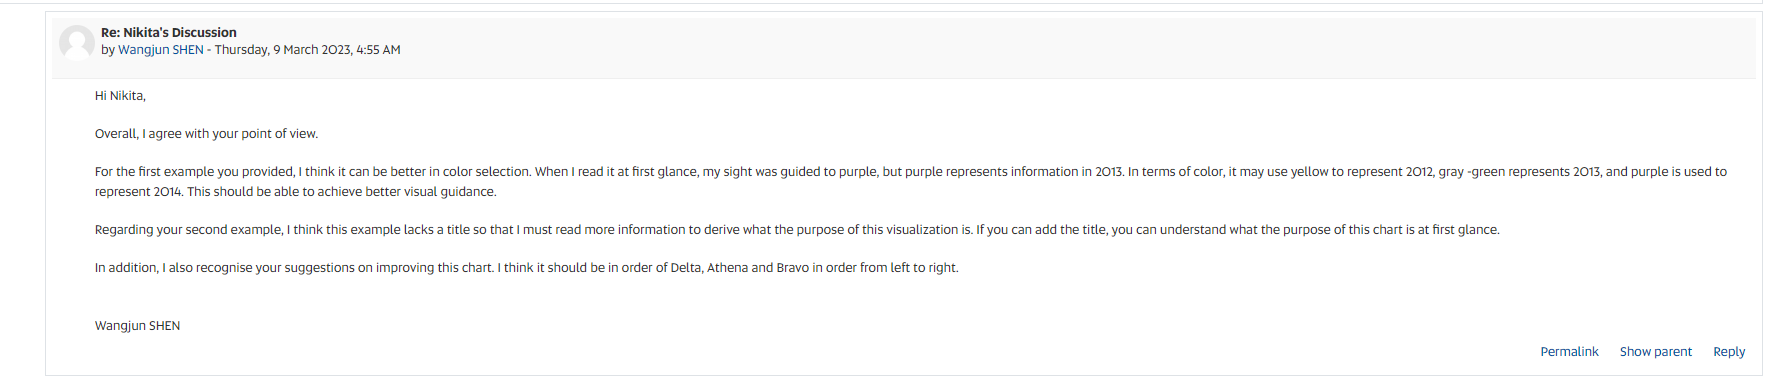 Re: Nikita's Discussion
by Wangjun SHEN - Thursday, 9 March 2023, 4:55 AM
Hi Nikita,
Overall, I agree with your point of view.
For the first example you provided, I think it can be better in color selection. When I read it at first glance, my sight was guided to purple, but purple represents information in 2013. In terms of color, it may use yellow to represent 2012, gray -green represents 2013, and purple is used to
represent 2014. This should be able to achieve better visual guidance.
Regarding your second example, I think this example lacks a title so that I must read more information to derive what the purpose of this visualization is. If you can add the title, you can understand what the purpose of this chart is at first glance.
In addition, I also recognise your suggestions on improving this chart. I think it should be in order of Delta, Athena and Bravo in order from left to right.
Wangjun SHEN
Permalink Show parent Reply